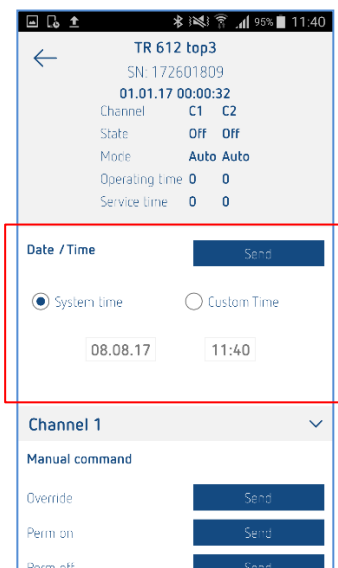 95% 11:40
TR 612 top3
SN: 172601809
01.01.17 00:00:32
Channel C1 C2
State Off Off
Mode Auto Auto
Operating time 0 0
Service time 0 0
Date / Time Send
System time Custom Time
08.08.17 11:40
Channel 1
Manual command
Override Send
Perm on Send
Perm off Send